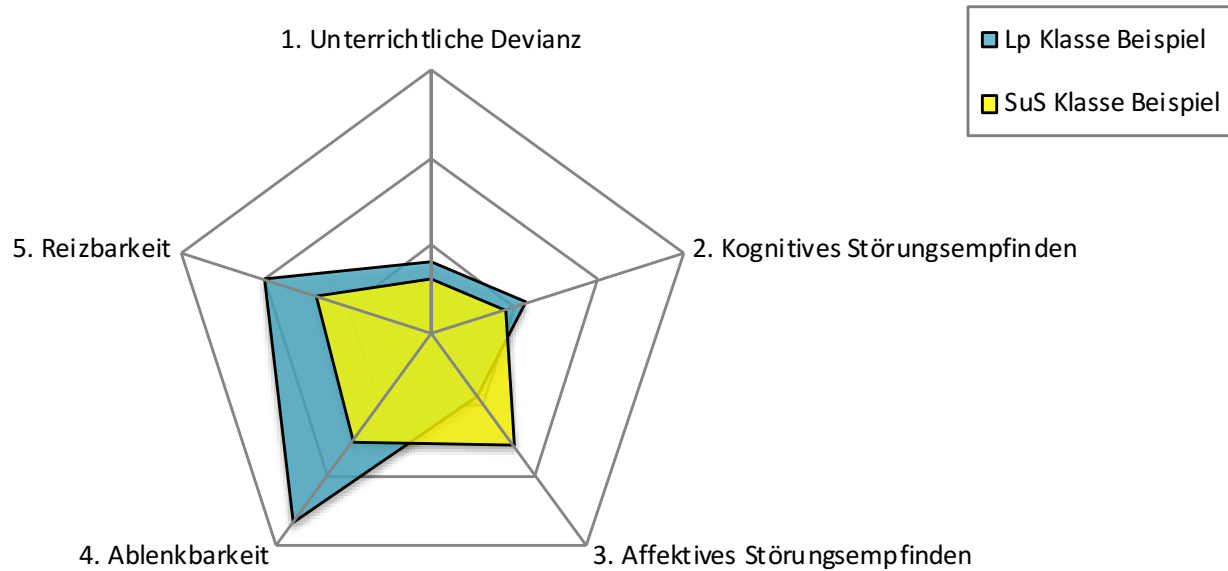 1. Unterrichtliche Devianz
Lp Klasse Beispiel
SuS Klasse Beispiel
5. Reizbarkeit
2. Kognitives Störungsempfinden
4. Ablenkbarkeit
3. Affektives Störungsempfinden